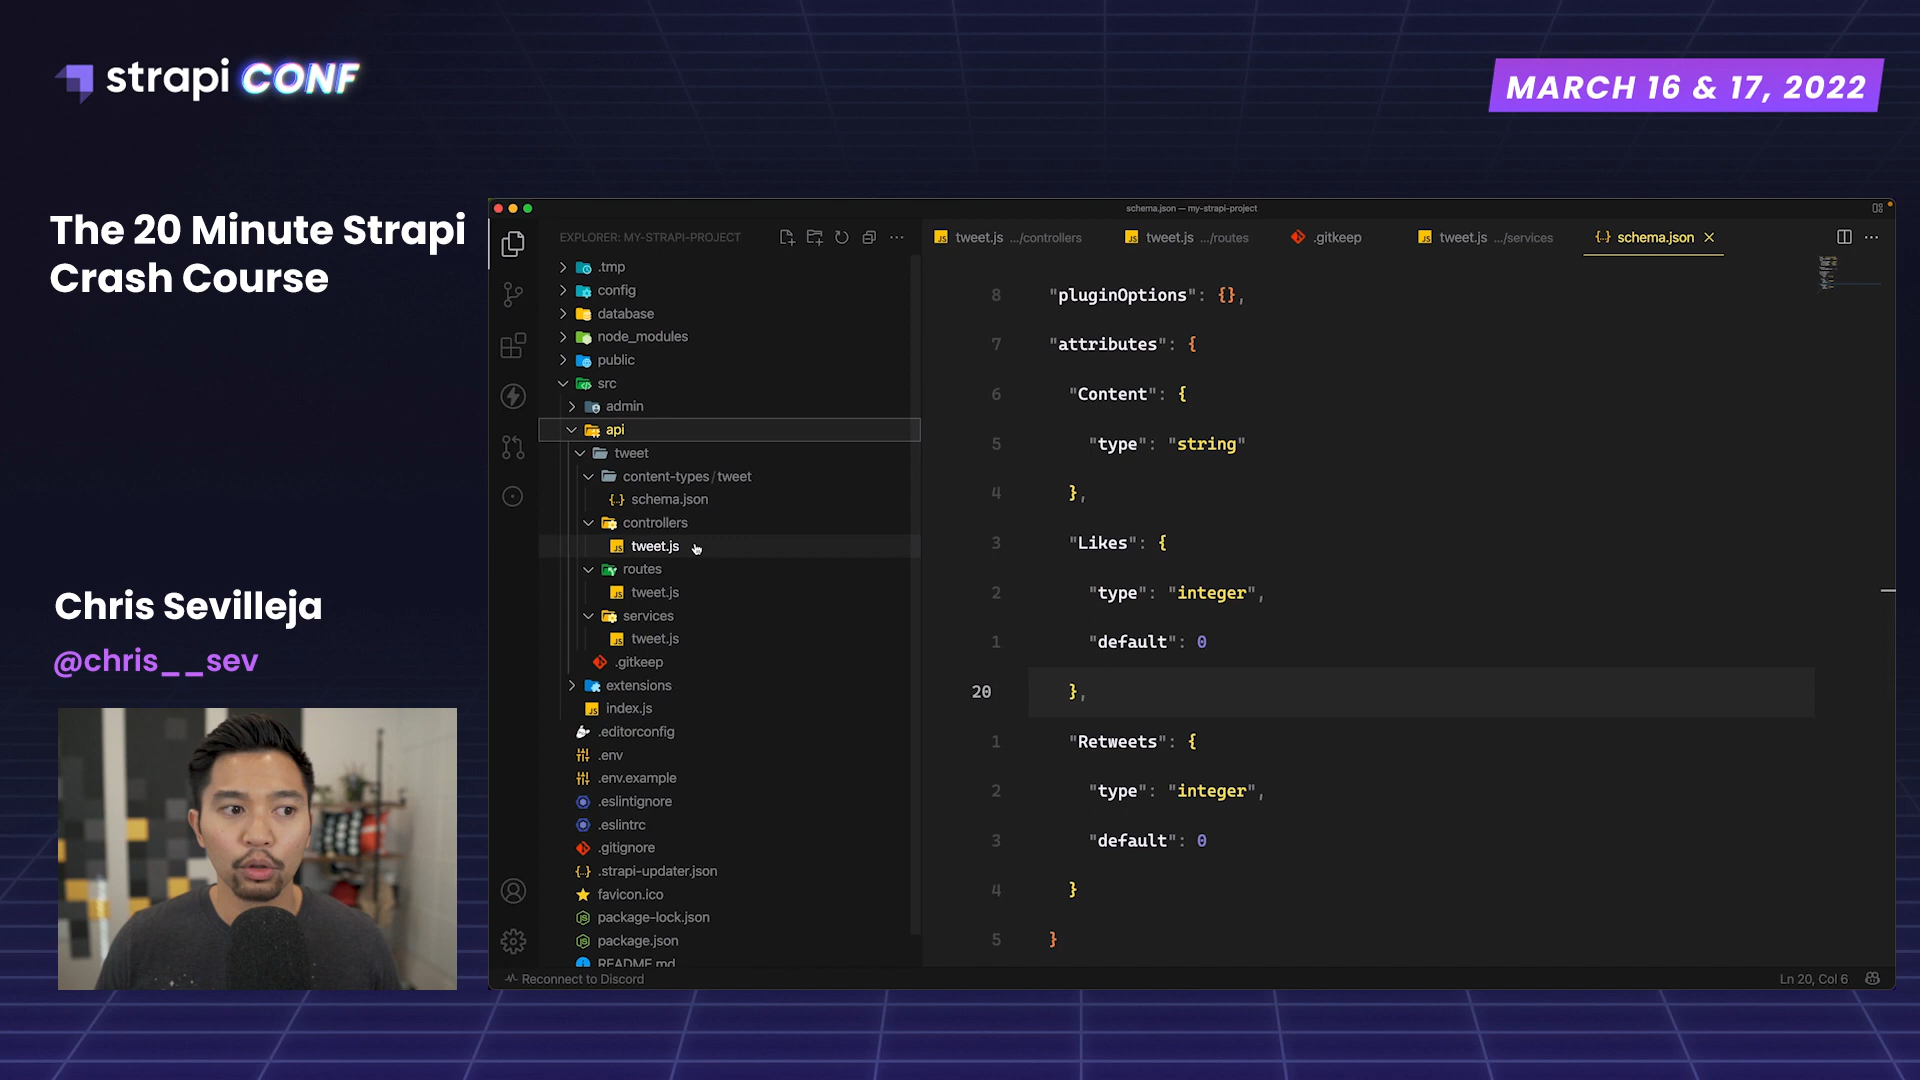 strapi CONF
MARCH 16 & 17, 2022
The 20 Minute Strapi
Crash Course
Chris Sevilleja
@chris__sev
schema.json — my-strapi-project
EXPLORER: MY-STRAPI-PROJECT
.tmp
config
database
node_modules
public
src
admin
api
tweet
content-types / tweet
schema.json
controllers
tweet.js
routes
tweet.js
services
tweet.js
.gitkeep
extensions
index.js
.editorconfig
.env
.env.example
.eslintignore
.eslintrc
.gitignore
.strapi-updater.json
favicon.ico
package-lock.json
package.json
README.md
tweet.js .../controllers
tweet.js .../routes
.gitkeep
tweet.js .../services
schema.json
8 "pluginOptions": {},
7 "attributes": {
6 "Content": {
5 "type": "string"
4 },
3 "Likes": {
2 "type": "integer",
1 "default": 0
20 },
1 "Retweets": {
2 "type": "integer",
3 "default": 0
4 }
5 }
Reconnect to Discord
Ln 20, Col 6